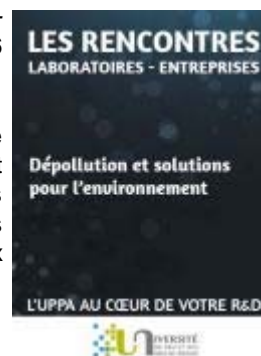 LES RENCONTRES
LABORATOIRES - ENTREPRISES
Dépollution et solutions
pour l'environnement
L'UPPA AU CŒUR DE VOTRE R&D